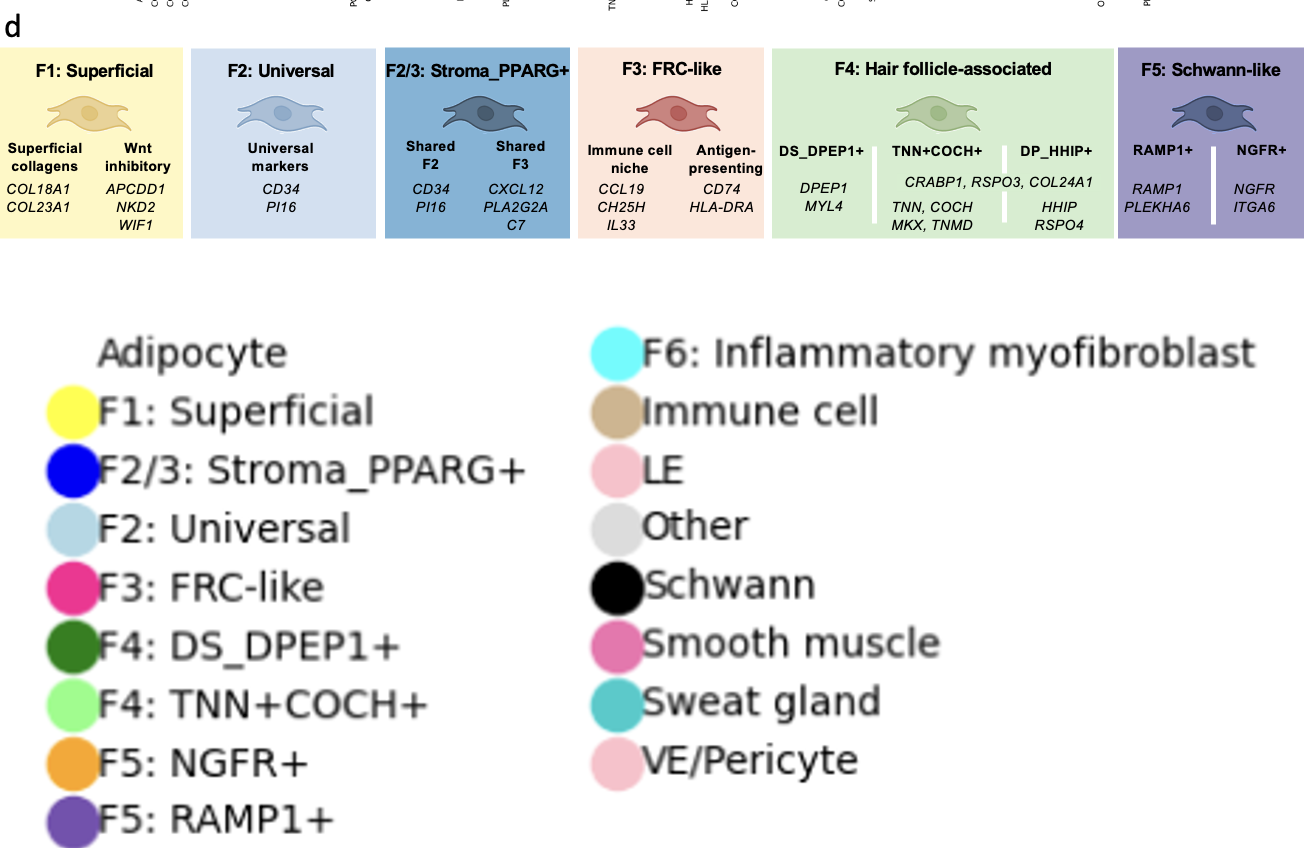 d
F1: Superficial
Superficial collagens
COL18A1
COL23A1
Wnt inhibitory
APCDD1
NKD2
WIF1
F2: Universal
Universal markers
CD34
PI16
F2/3: Stroma_PPARG+
Shared F2
CD34
PI16
Shared F3
CXCL12
PLA2G2A
C7
F3: FRC-like
Immune cell niche
CCL19
CH25H
IL33
Antigen-presenting
CD74
HLA-DRA
F4: Hair follicle-associated
DS_DPEP1+
DPEP1
MYL4
TNN+COCH+
DP_HHIP+
CRABP1, RSPO3, COL24A1
TNN, COCH
MKX, TNMD
HHIP
RSPO4
F5: Schwann-like
RAMP1+
RAMP1
PLEKHA6
NGFR+
NGFR
ITGA6
Adipocyte
F1: Superficial
F2/3: Stroma_PPARG+
F2: Universal
F3: FRC-like
F4: DS_DPEP1+
F4: TNN+COCH+
F5: NGFR+
F5: RAMP1+
F6: Inflammatory myofibroblast
Immune cell
LE
Other
Schwann
Smooth muscle
Sweat gland
VE/Pericyte